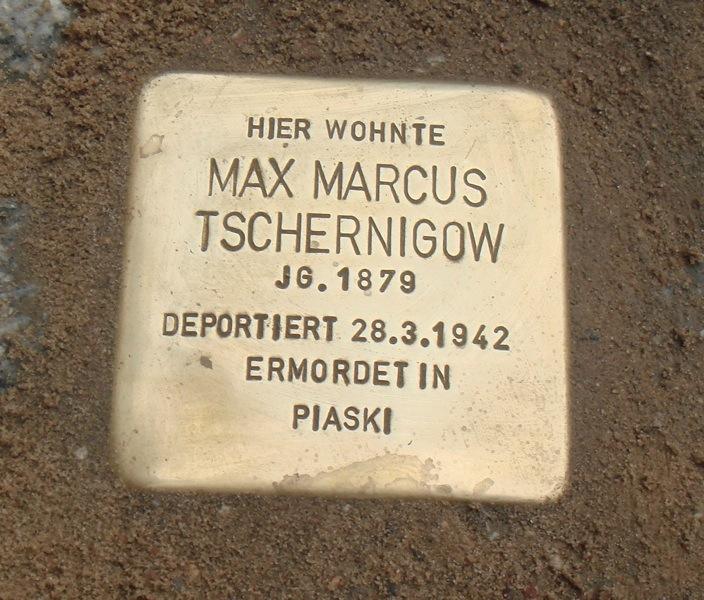 HIER WOHNTE
MAX MARCUS
TSCHERNIGOW
JG. 1879
DEPORTIERT 28.3.1942
ERMORDET IN
PIASKI